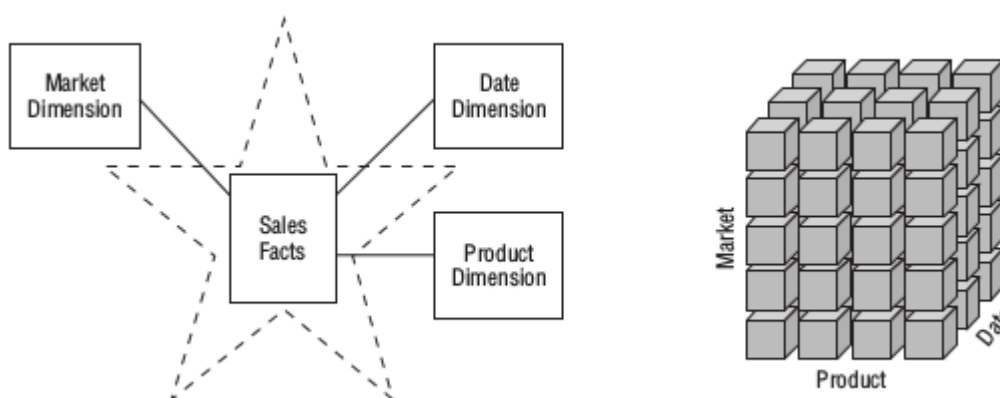 Market
Dimension
Date
Dimension
Sales
Facts
Product
Dimension
Market
Product